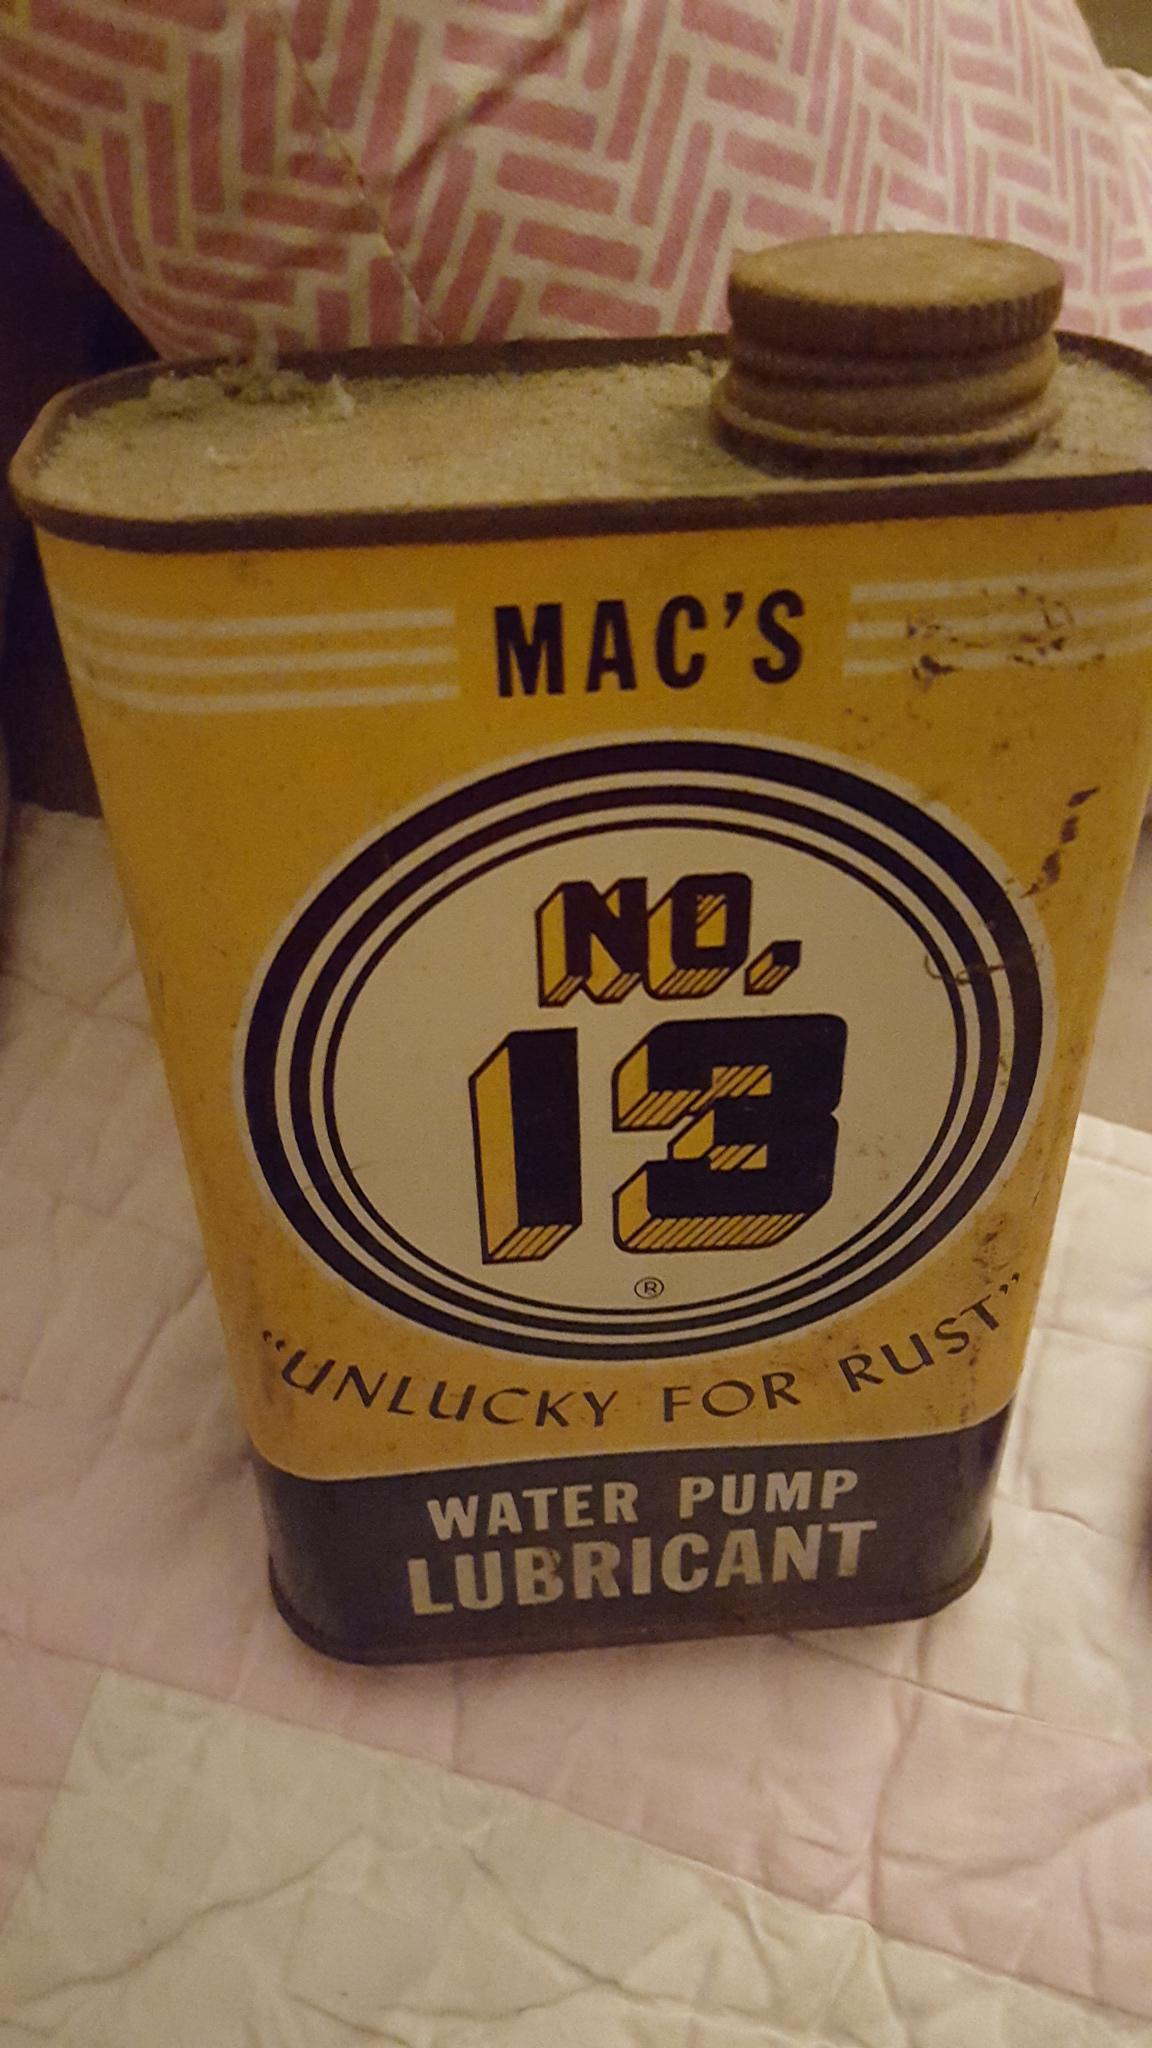 MAC'S
NO.
13
®
"UNLUCKY FOR RUST"
WATER PUMP
LUBRICANT